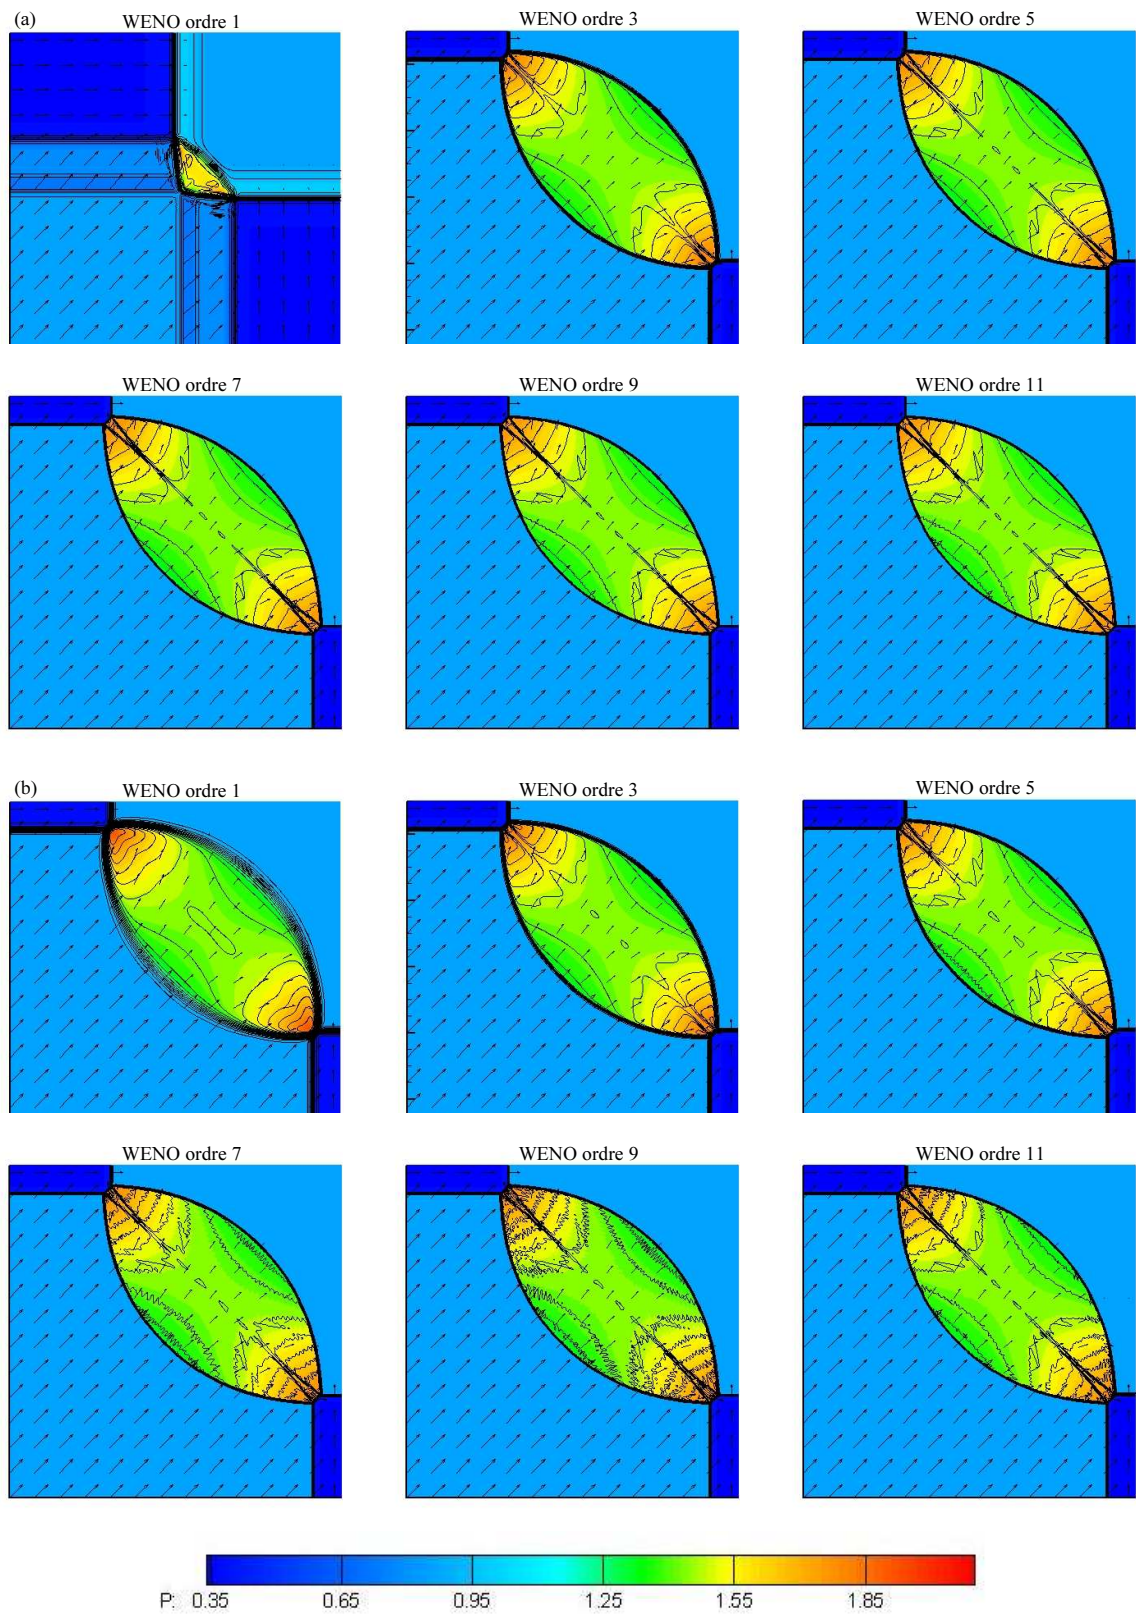 (a)
WENO ordre 1
WENO ordre 3
WENO ordre 5
WENO ordre 7
WENO ordre 9
WENO ordre 11
(b)
WENO ordre 1
WENO ordre 3
WENO ordre 5
WENO ordre 7
WENO ordre 9
WENO ordre 11
P: 0.35 0.65 0.95 1.25 1.55 1.85